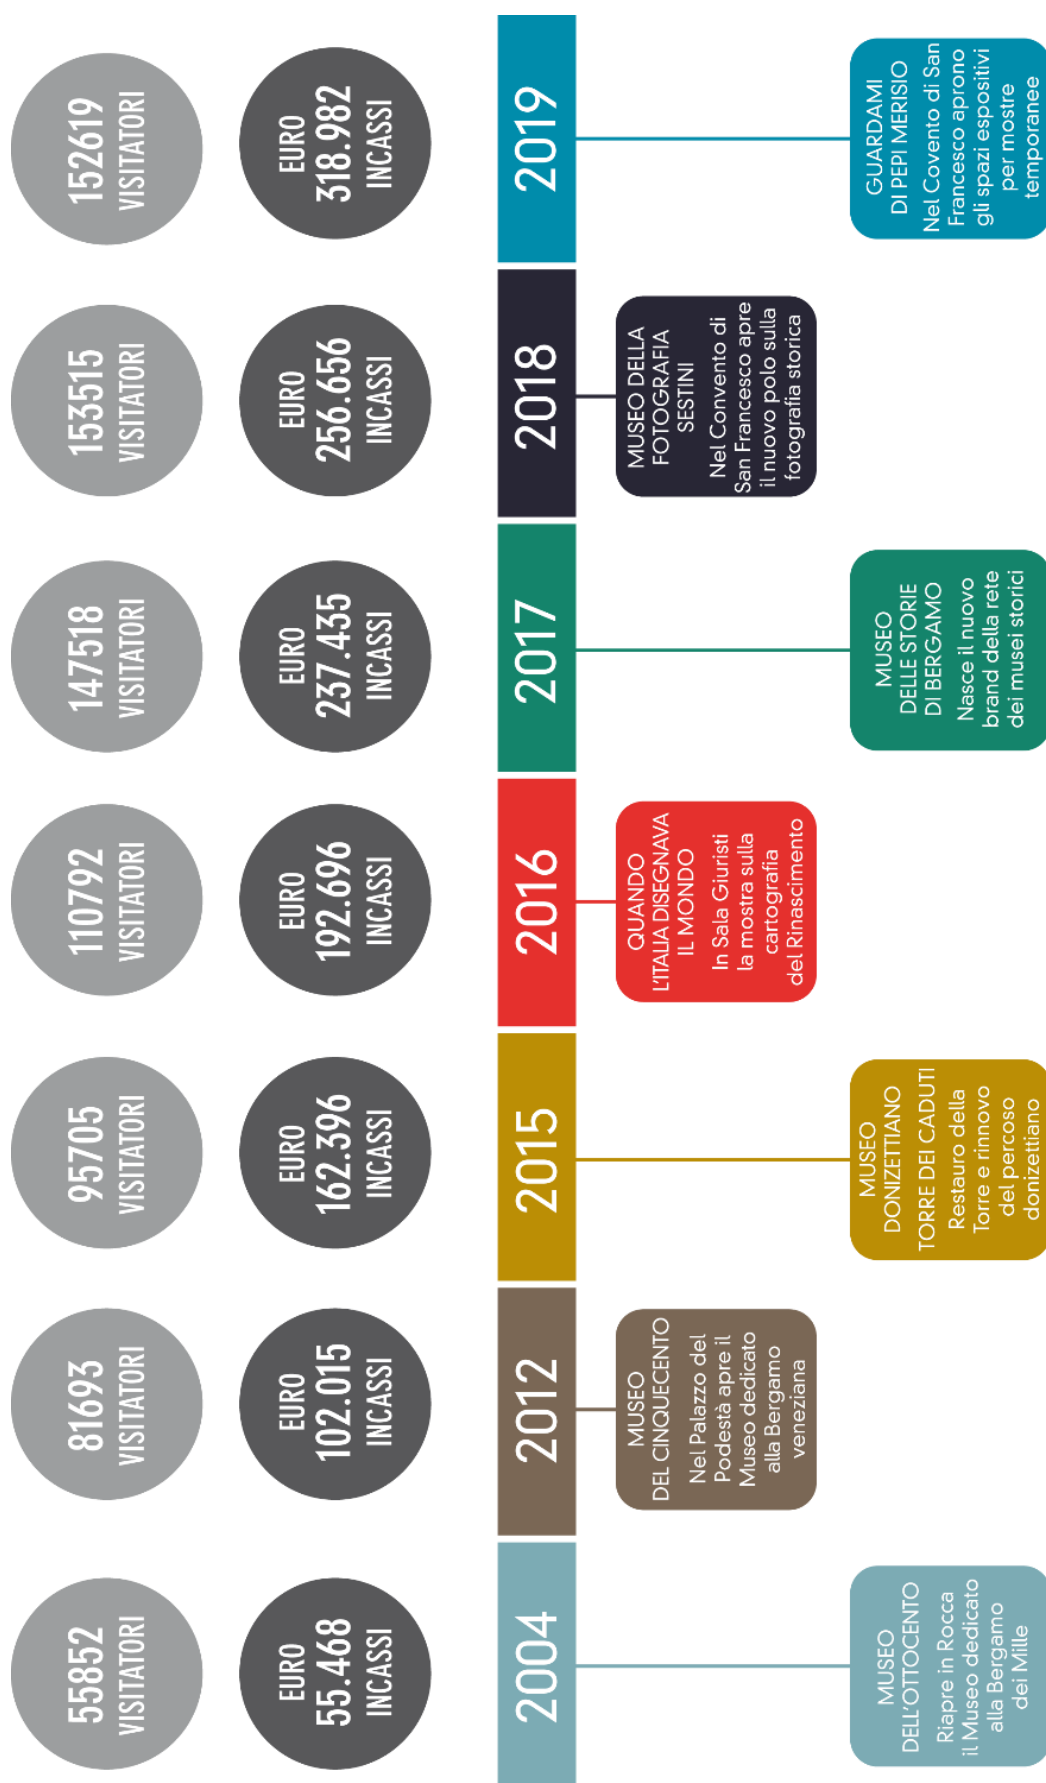 55852
VISITATORI
81693
VISITATORI
95705
VISITATORI
110792
VISITATORI
147518
VISITATORI
153515
VISITATORI
152619
VISITATORI
EURO
55.468
INCASSI
EURO
102.015
INCASSI
EURO
162.396
INCASSI
EURO
192.696
INCASSI
EURO
237.435
INCASSI
EURO
256.656
INCASSI
EURO
318.982
INCASSI
2004
2012
2015
2016
2017
2018
2019
MUSEO
DEL CINQUECENTO
Nel Palazzo del
Podestà apre il
Museo dedicato
alla Bergamo
veneziana
QUANDO
L'ITALIA DISEGNAVA
IL MONDO
In Sala Giuristi
la mostra sulla
cartografia
del Rinascimento
MUSEO DELLA
FOTOGRAFIA
SESTINI
Nel Convento di
San Francesco apre
il nuovo polo sulla
fotografia storica
MUSEO
DELL'OTTOCENTO
Riapre in Rocca
il Museo dedicato
alla Bergamo
dei Mille
MUSEO
DONIZETTIANO
TORRE DEI CADUTI
Restauro della
Torre e rinnovo
del percoso
donizettiano
MUSEO
DELLE STORIE
DI BERGAMO
Nasce il nuovo
brand della rete
dei musei storici
GUARDAMI
DI PEPI MERISIO
Nel Covento di San
Francesco aprono
gli spazi espositivi
per mostre
temporanee